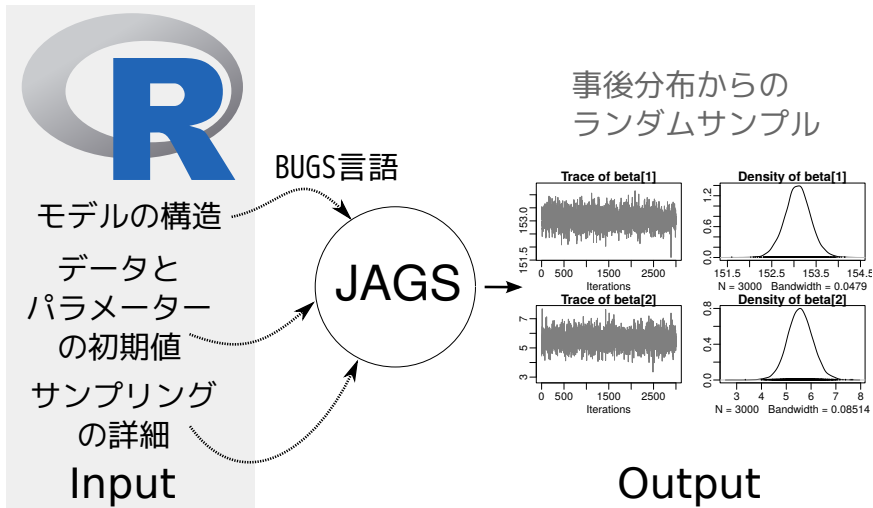 R
BUGS言語
モデルの構造
データと
パラメーター
の初期値
サンプリング
の詳細
Input
JAGS
事後分布からの
ランダムサンプル
Trace of beta[1]
151.5 153.0
0 500 1500 2500
Iterations
Density of beta[1]
0.0 0.6 1.2
151.5 152.5 153.5 154.5
N = 3000 Bandwidth = 0.0479
Trace of beta[2]
3 5 7
0 500 1500 2500
Iterations
Density of beta[2]
0.0 0.4 0.8
3 4 5 6 7 8
N = 3000 Bandwidth = 0.08514
Output